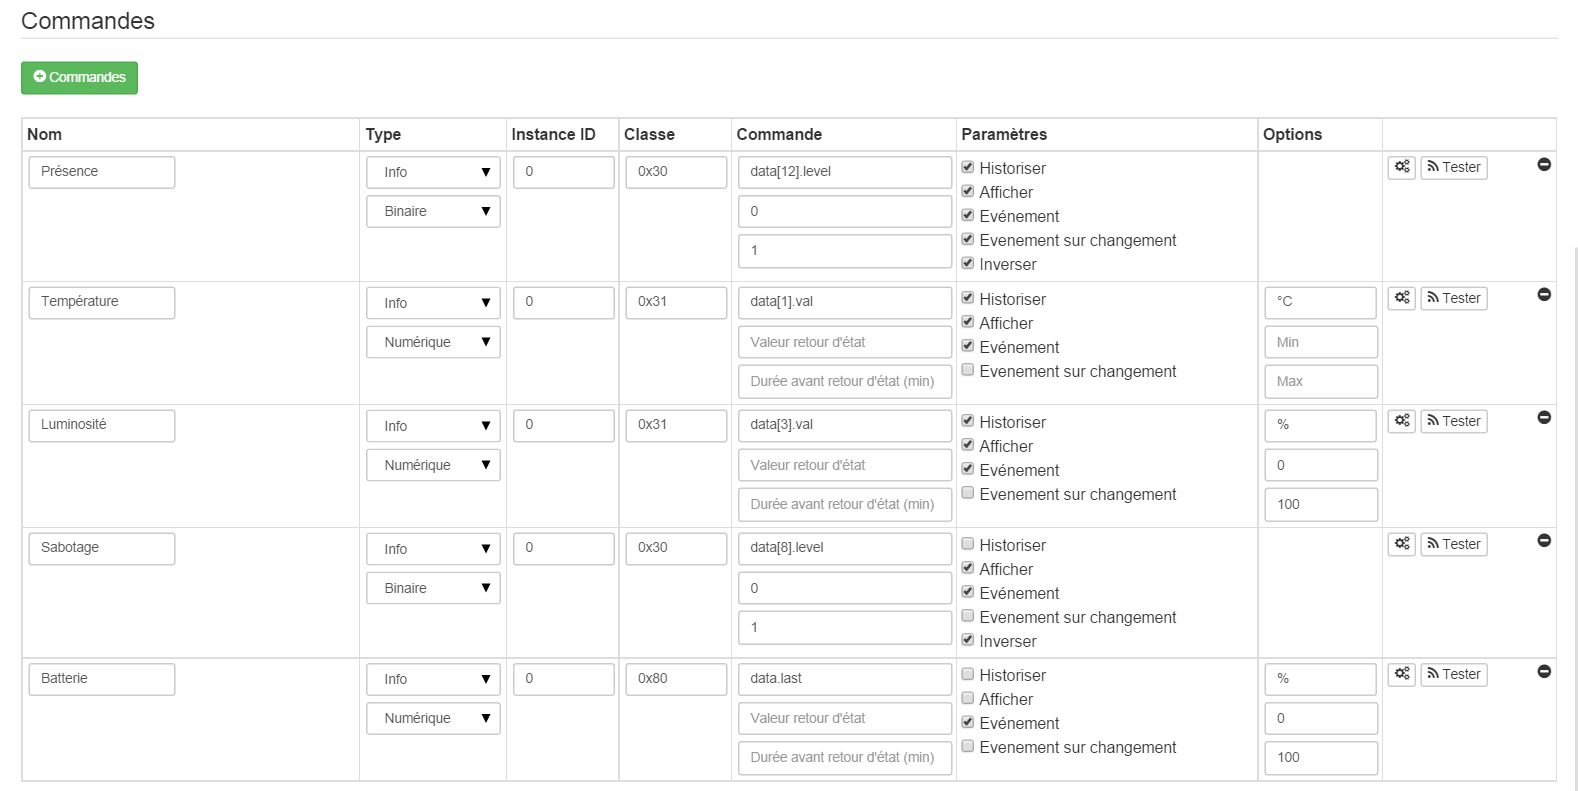 Commandes
Commandes
Nom Type Instance ID Classe Commande Paramètres Options
Présence Info 0 0x30 data[12].level Historiser Tester
Afficher
Binaire 0 Evénement
Evenement sur changement
1 Inverser
Température Info 0 0x31 data[1].val Historiser °C Tester
Afficher
Numérique Valeur retour d'état Evénement Min
Evenement sur changement
Durée avant retour d'état (min) Max
Luminosité Info 0 0x31 data[3].val Historiser % Tester
Afficher
Numérique Valeur retour d'état Evénement 0
Evenement sur changement
Durée avant retour d'état (min) 100
Sabotage Info 0 0x30 data[8].level Historiser Tester
Afficher
Binaire 0 Evénement
Evenement sur changement
1 Inverser
Batterie Info 0 0x80 data.last Historiser % Tester
Afficher
Numérique Valeur retour d'état Evénement 0
Evenement sur changement
Durée avant retour d'état (min) 100